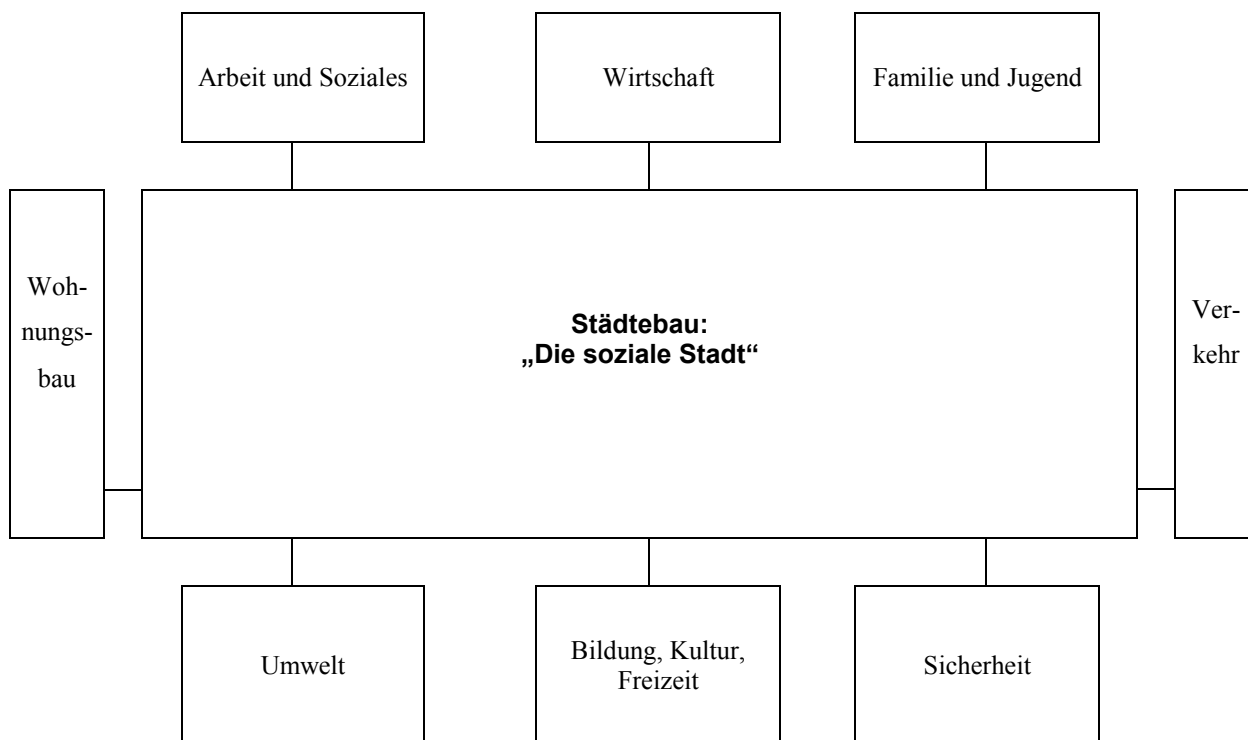 Arbeit und Soziales
Wirtschaft
Familie und Jugend
Woh-
nungs-
bau
Städtebau:
„Die soziale Stadt“
Ver-
kehr
Umwelt
Bildung, Kultur,
Freizeit
Sicherheit